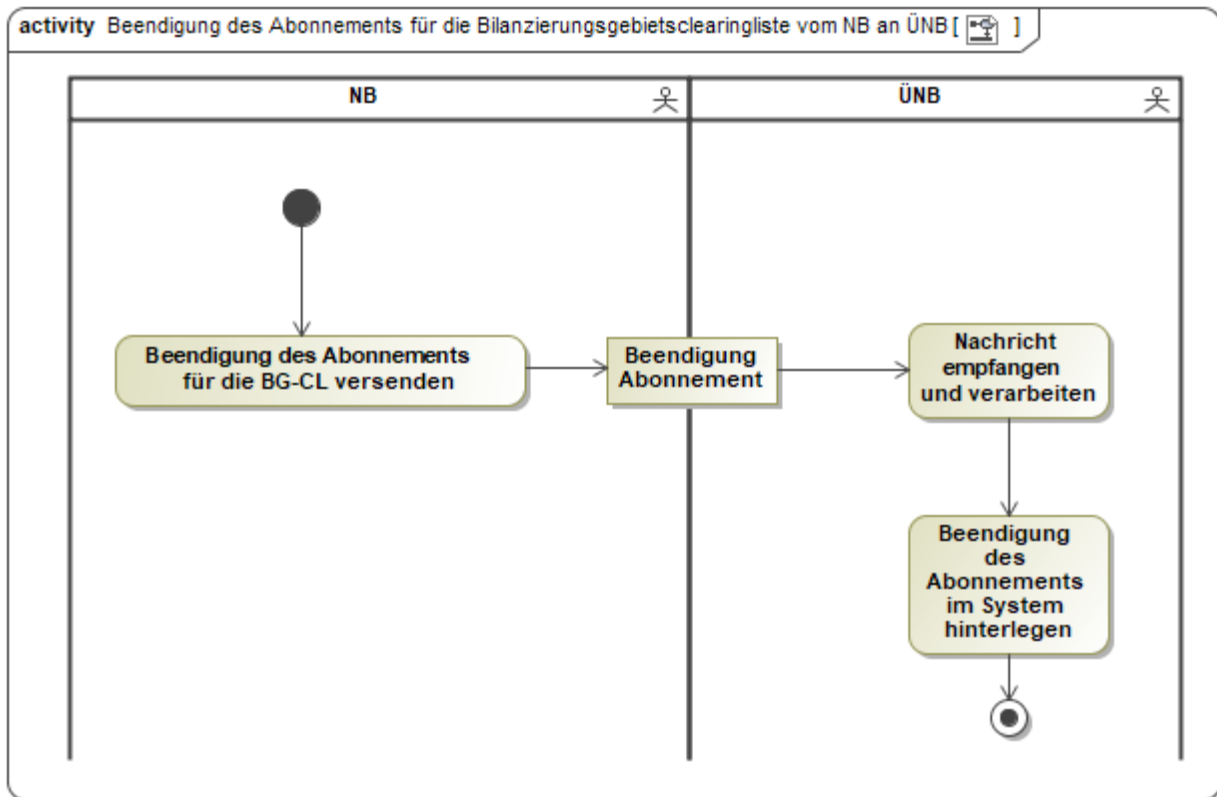 activity Beendigung des Abonnements für die Bilanzierungsgebietsclearingliste vom NB an ÜNB [ ]
NB
ÜNB
Beendigung des Abonnements
für die BG-CL versenden
Beendigung
Abonnement
Nachricht
empfangen
und verarbeiten
Beendigung
des
Abonnements
im System
hinterlegen